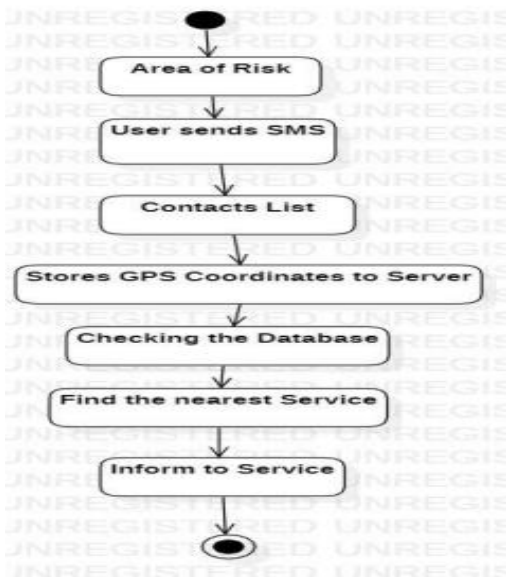 Area of Risk
User sends SMS
Contacts List
Stores GPS Coordinates to Server
Checking the Database
Find the nearest Service
Inform to Service
UNREGISTERED